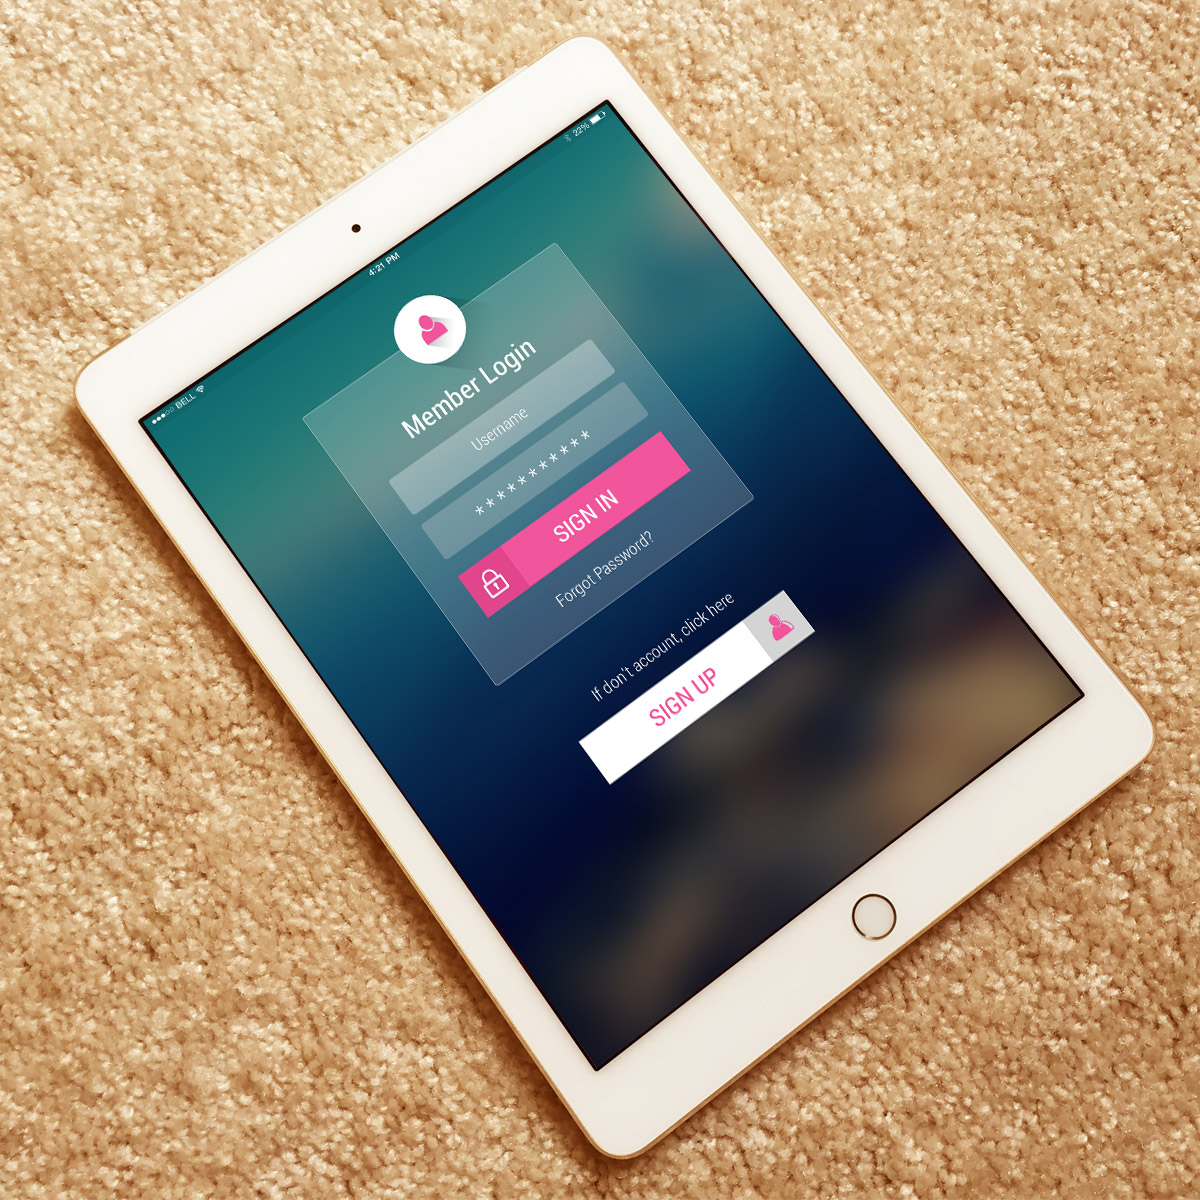 BELL
4:21 PM
22%
Member Login
Username
**********
SIGN IN
Forgot Password?
If don't account, click here
SIGN UP